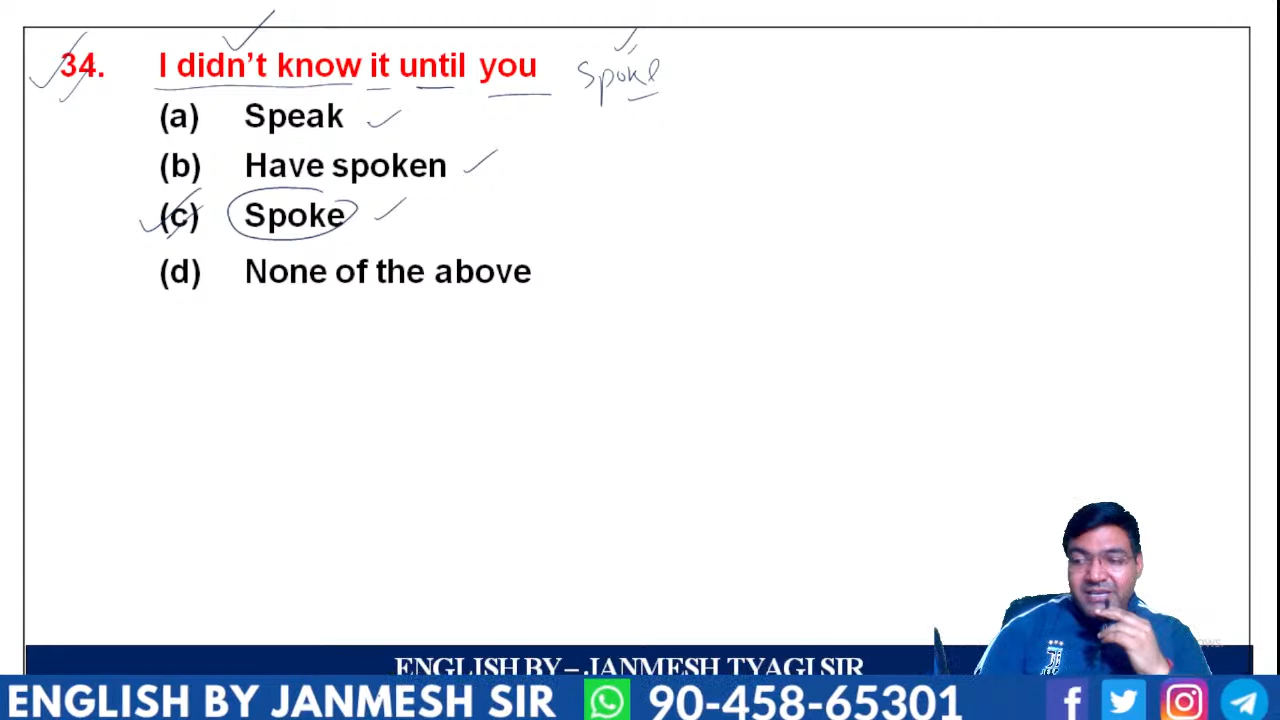 34. I didn't know it until you spoke
(a) Speak
(b) Have spoken
(c) Spoke
(d) None of the above
ENGLISH BY – JANMESH TYAGI SIR
ENGLISH BY JANMESH SIR 90-458-65301